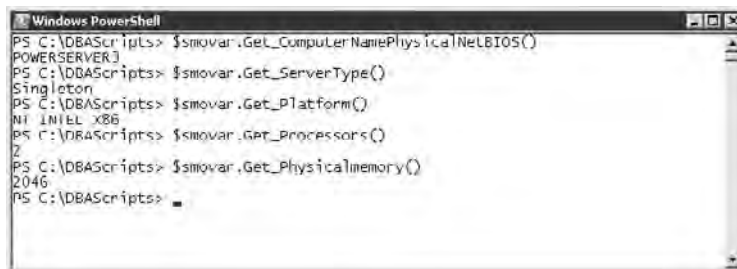 Windows PowerShell
PS C:\DBAScripts> $smovar.Get_ComputerNamePhysicalNetBIOS()
POWERSERVER3
PS C:\DBAScripts> $smovar.Get_ServerType()
Singleton
PS C:\DBAScripts> $smovar.Get_Platform()
NT INTEL X86
PS C:\DBAScripts> $smovar.Get_Processors()
2
PS C:\DBAScripts> $smovar.Get_Physicalmemory()
2046
PS C:\DBAScripts>